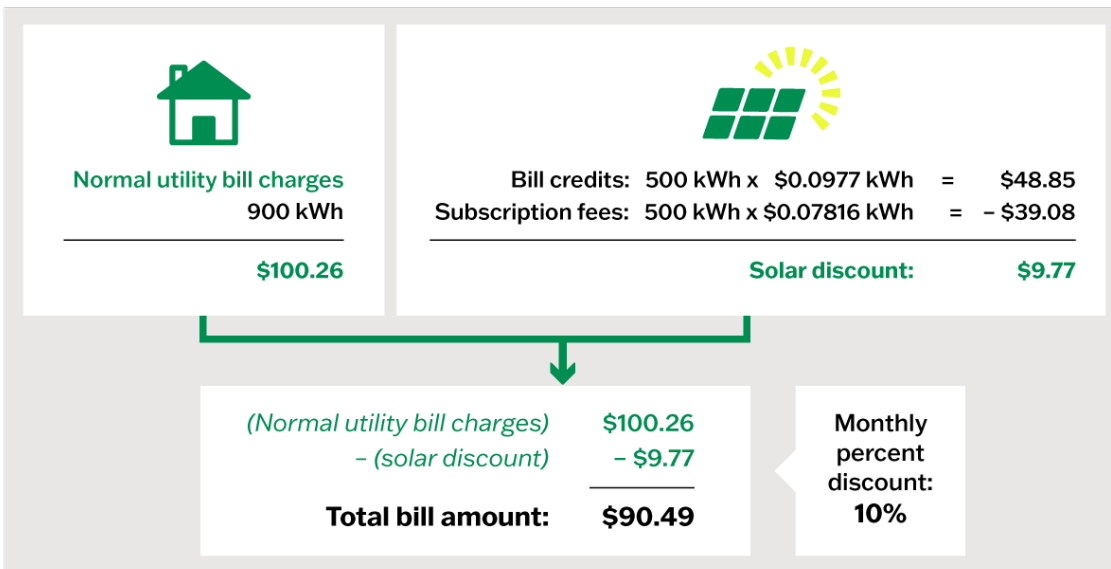 Normal utility bill charges
900 kWh
$100.26
Bill credits: 500 kWh x $0.0977 kWh = $48.85
Subscription fees: 500 kWh x $0.07816 kWh = – $39.08
Solar discount: $9.77
(Normal utility bill charges) $100.26
– (solar discount) – $9.77
Total bill amount: $90.49
Monthly
percent
discount:
10%